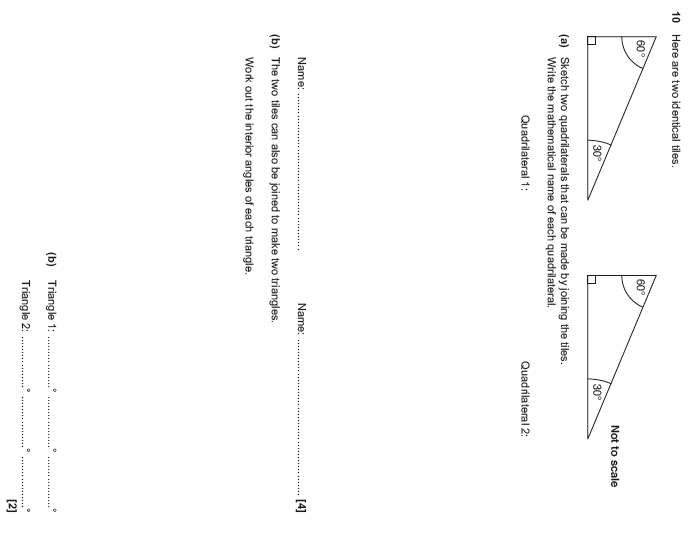 10 Here are two identical tiles.
60°
30°
60°
30°
Not to scale
(a) Sketch two quadrilaterals that can be made by joining the tiles.
Write the mathematical name of each quadrilateral.
Quadrilateral 1:
Quadrilateral 2:
Name: ........................................................ Name: ........................................................ [4]
(b) The two tiles can also be joined to make two triangles.
Work out the interior angles of each triangle.
(b) Triangle 1: ................ ° ................ ° ................ °
Triangle 2: ................ ° ................ ° ................ °
[2]